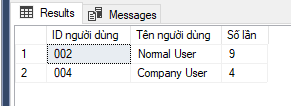 Results Messages
ID người dùng Tên người dùng Số lần
1 002 Normal User 9
2 004 Company User 4